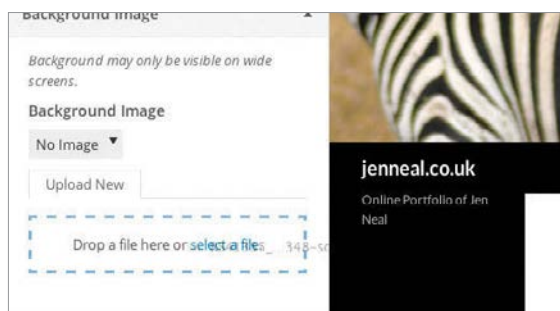 Background Image
Background may only be visible on wide
screens.
Background Image
No Image
Upload New
Drop a file here or select a file
jenneal.co.uk
Online Portfolio of Jen
Neal